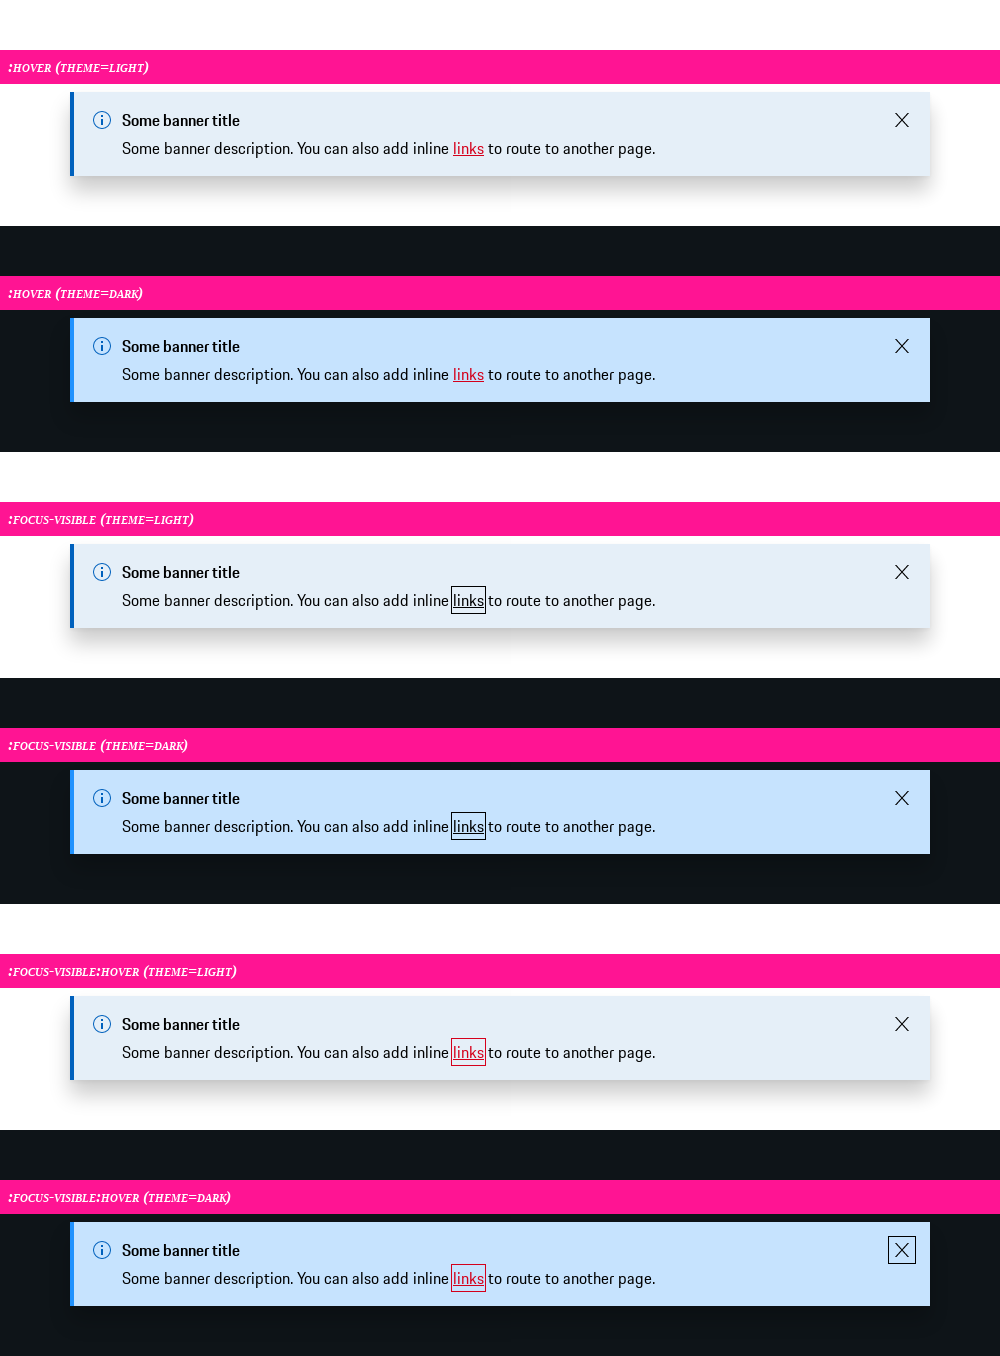 :hover (theme=light)
Some banner title
Some banner description. You can also add inline links to route to another page.
:hover (theme=dark)
Some banner title
Some banner description. You can also add inline links to route to another page.
:focus-visible (theme=light)
Some banner title
Some banner description. You can also add inline links to route to another page.
:focus-visible (theme=dark)
Some banner title
Some banner description. You can also add inline links to route to another page.
:focus-visible:hover (theme=light)
Some banner title
Some banner description. You can also add inline links to route to another page.
:focus-visible:hover (theme=dark)
Some banner title
Some banner description. You can also add inline links to route to another page.